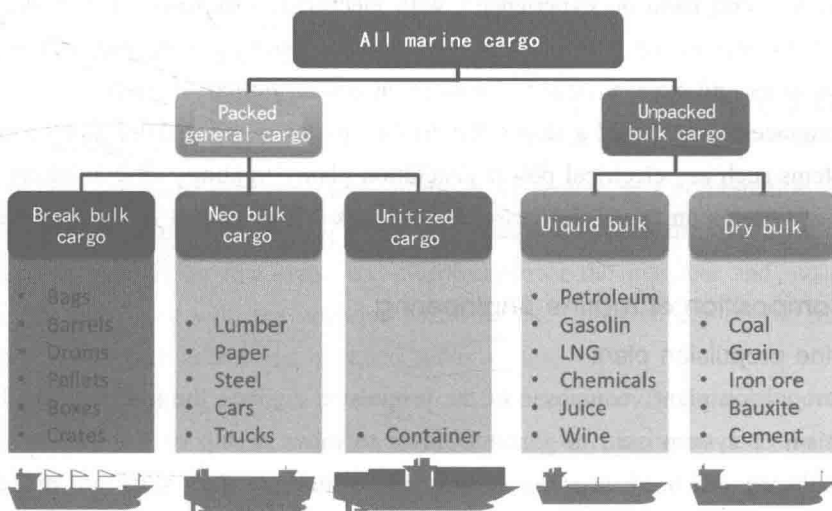 All marine cargo
Packed
general cargo
Unpacked
bulk cargo
Break bulk
cargo
• Bags
• Barrels
• Drums
• Pallets
• Boxes
• Crates
Neo bulk
cargo
• Lumber
• Paper
• Steel
• Cars
• Trucks
Unitized
cargo
• Container
Uiquid bulk
• Petroleum
• Gasolin
• LNG
• Chemicals
• Juice
• Wine
Dry bulk
• Coal
• Grain
• Iron ore
• Bauxite
• Cement